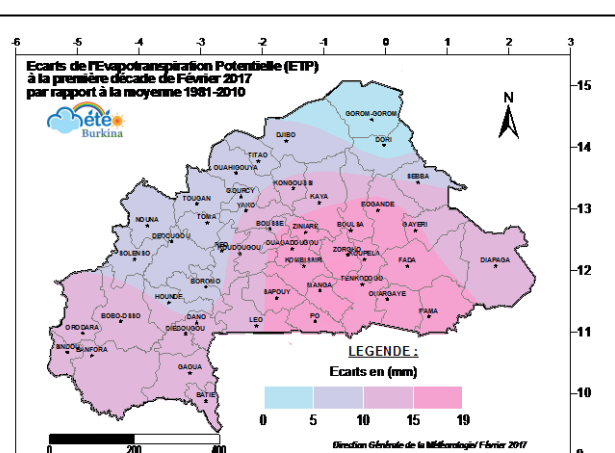 -6 -5 -4 -3 -2 -1 0 1 2 3
Ecarts de l'Evapotranspiration Potentielle (ETP)
à la première décade de Février 2017
par rapport à la moyenne 1981-2010
Météo
Burkina
N
-15
-14
-13
-12
-11
-10
-9
GOROM-GOROM
DORI
DJIBO
TITAO
OUAHIGOUYA
SEBBA
KONGOUSSI
TOUGAN
GOURCY
KAYA
YAKO
BOGANDE
NOUNA
TOMA
BOUSSE
ZINIARE
BOULSA
GAYERI
DEDOUGOU
REO
KOUDOUGOU
OUAGADOUGOU
ZORGHO
KOUPELA
SOLENZO
KOMBISSIRI
FADA
DIAPAGA
BOROMO
TENKODOGO
MANGA
SAPOUY
OUARGAYE
HOUNDE
BOBO-DSSO
DANO
LEO
PO
PAMA
ORODARA
DIEDOUGOU
SINDOU
BANFORA
GAOUA
BATIE
LEGENDE :
Ecarts en (mm)
0 5 10 15 19
0 200 400
Direction Générale de la Météorologie/ Février 2017